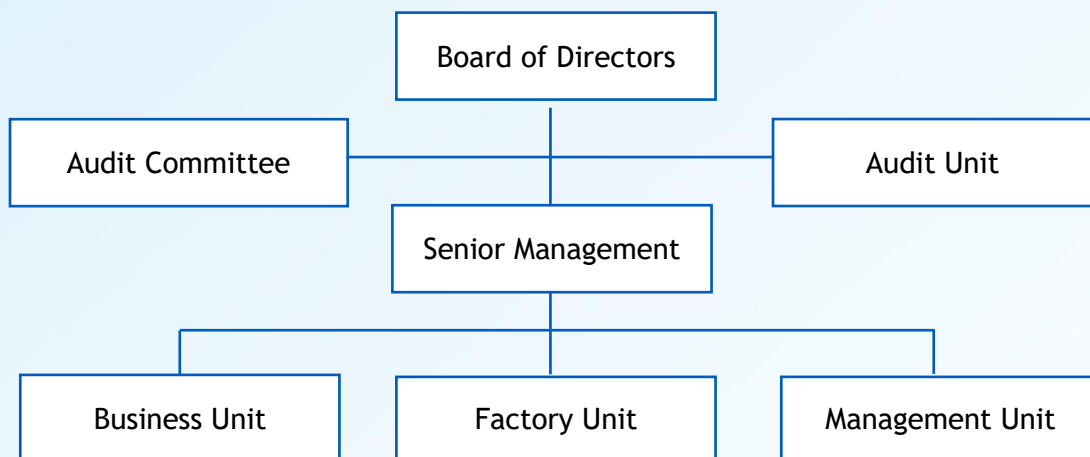 Board of Directors
Audit Committee
Audit Unit
Senior Management
Business Unit
Factory Unit
Management Unit